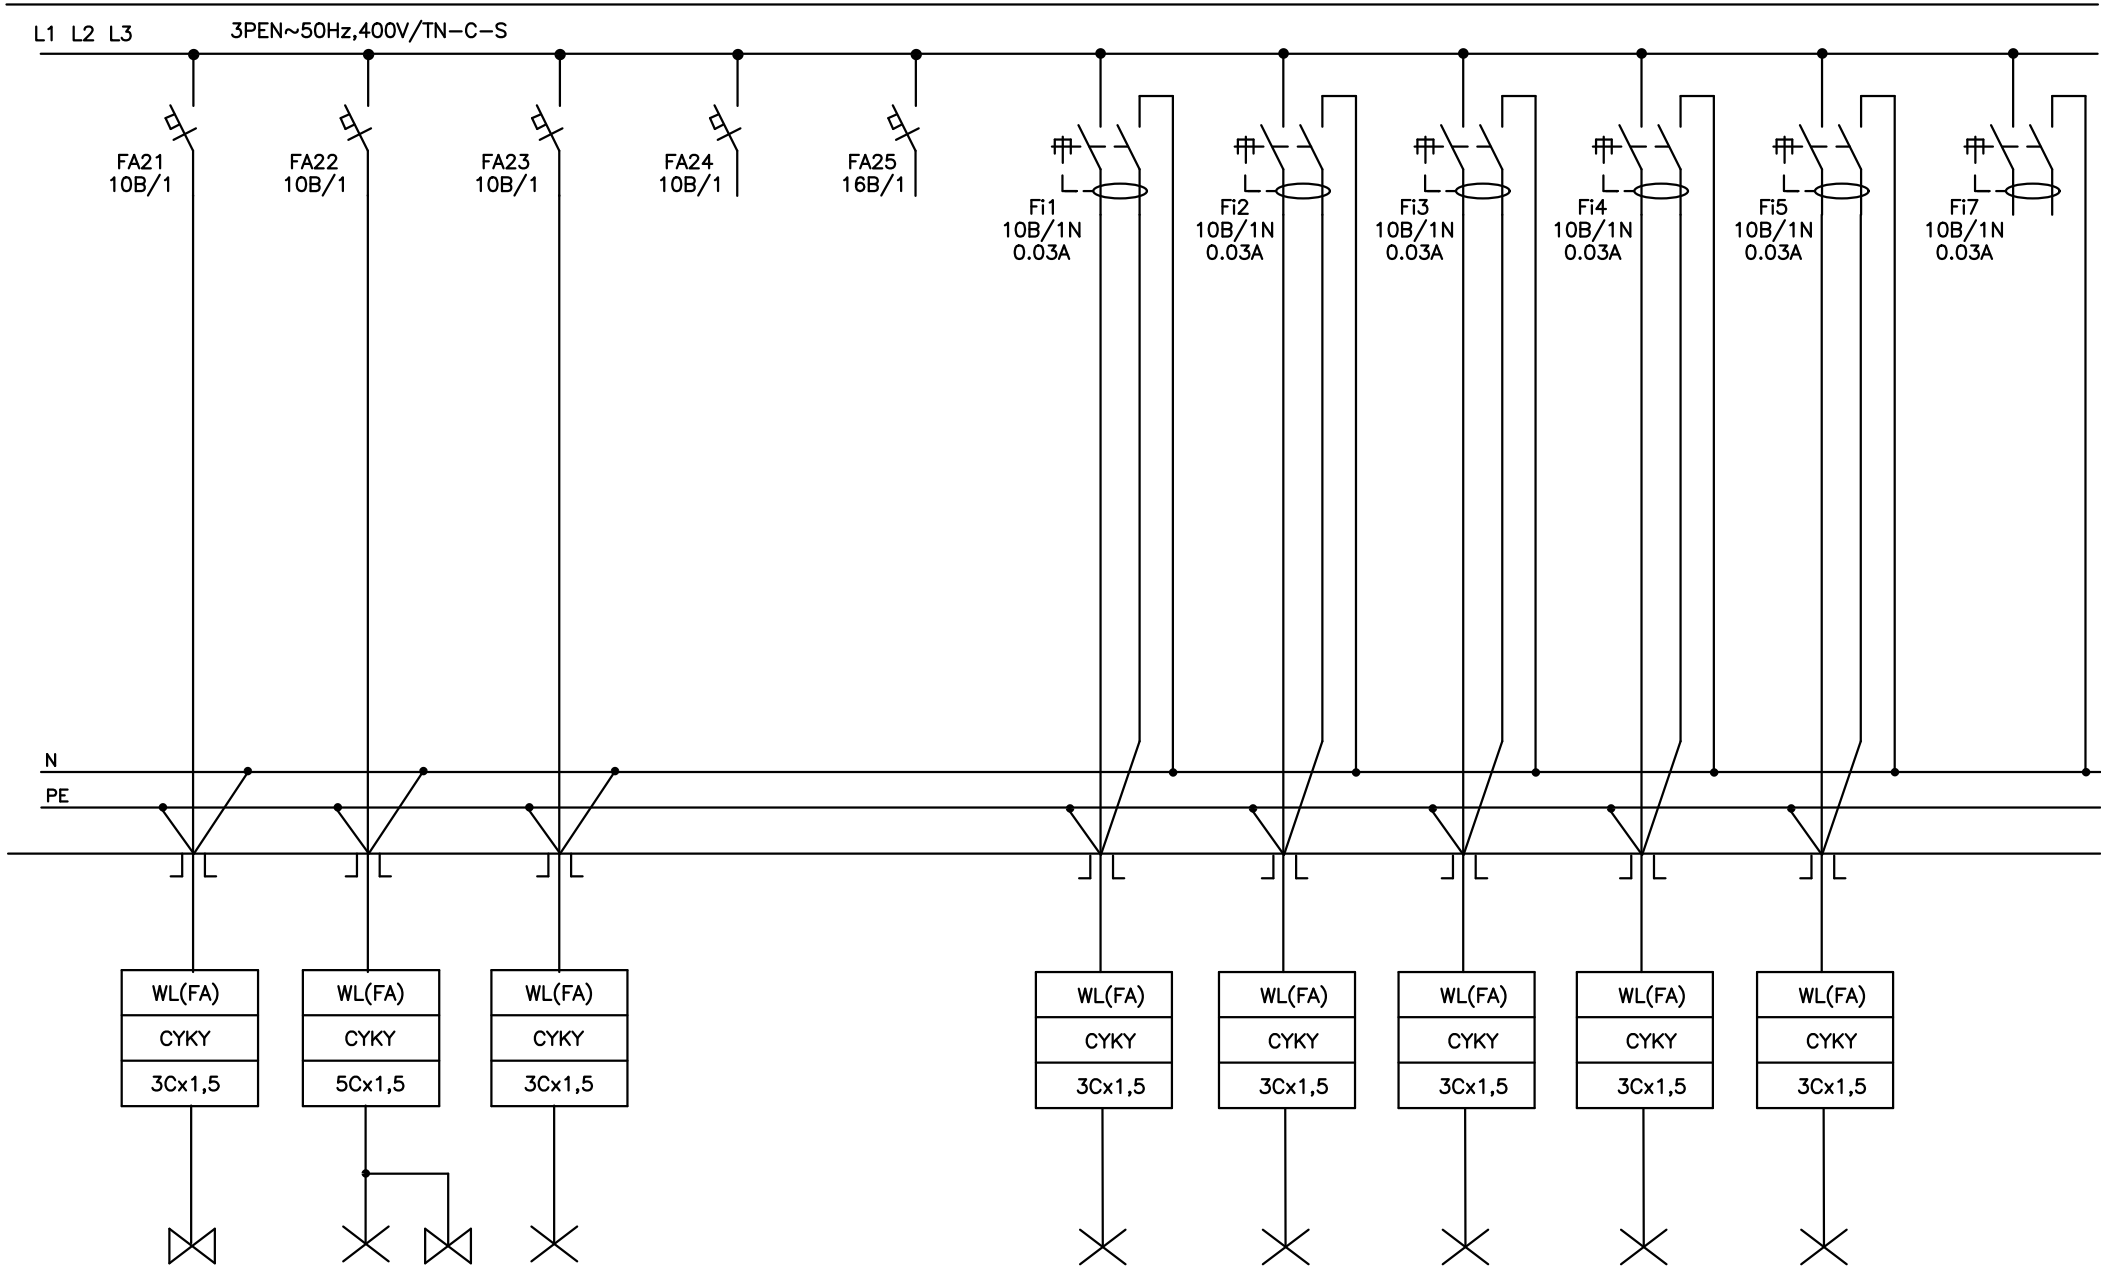 L1 L2 L3
3PEN~50Hz,400V/TN-C-S
FA21
10B/1
FA22
10B/1
FA23
10B/1
FA24
10B/1
FA25
16B/1
Fi1
10B/1N
0.03A
Fi2
10B/1N
0.03A
Fi3
10B/1N
0.03A
Fi4
10B/1N
0.03A
Fi5
10B/1N
0.03A
Fi7
10B/1N
0.03A
N
PE
WL(FA)
CYKY
3Cx1,5
WL(FA)
CYKY
5Cx1,5
WL(FA)
CYKY
3Cx1,5
WL(FA)
CYKY
3Cx1,5
WL(FA)
CYKY
3Cx1,5
WL(FA)
CYKY
3Cx1,5
WL(FA)
CYKY
3Cx1,5
WL(FA)
CYKY
3Cx1,5